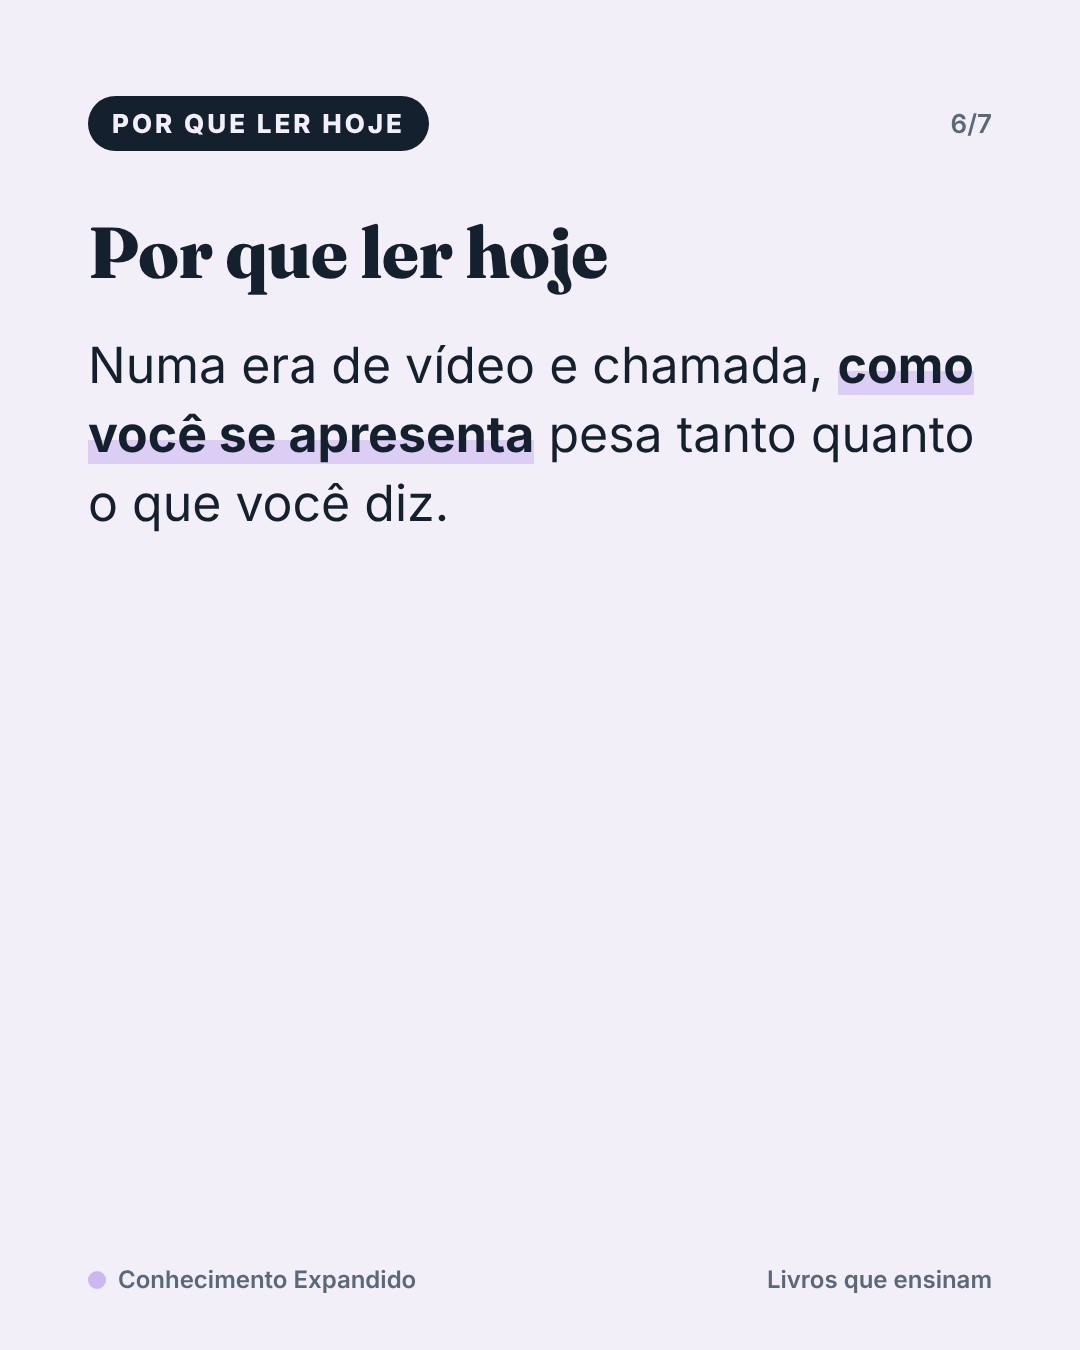 POR QUE LER HOJE
6/7
Por que ler hoje
Numa era de vídeo e chamada, como
você se apresenta pesa tanto quanto
o que você diz.
Conhecimento Expandido
Livros que ensinam